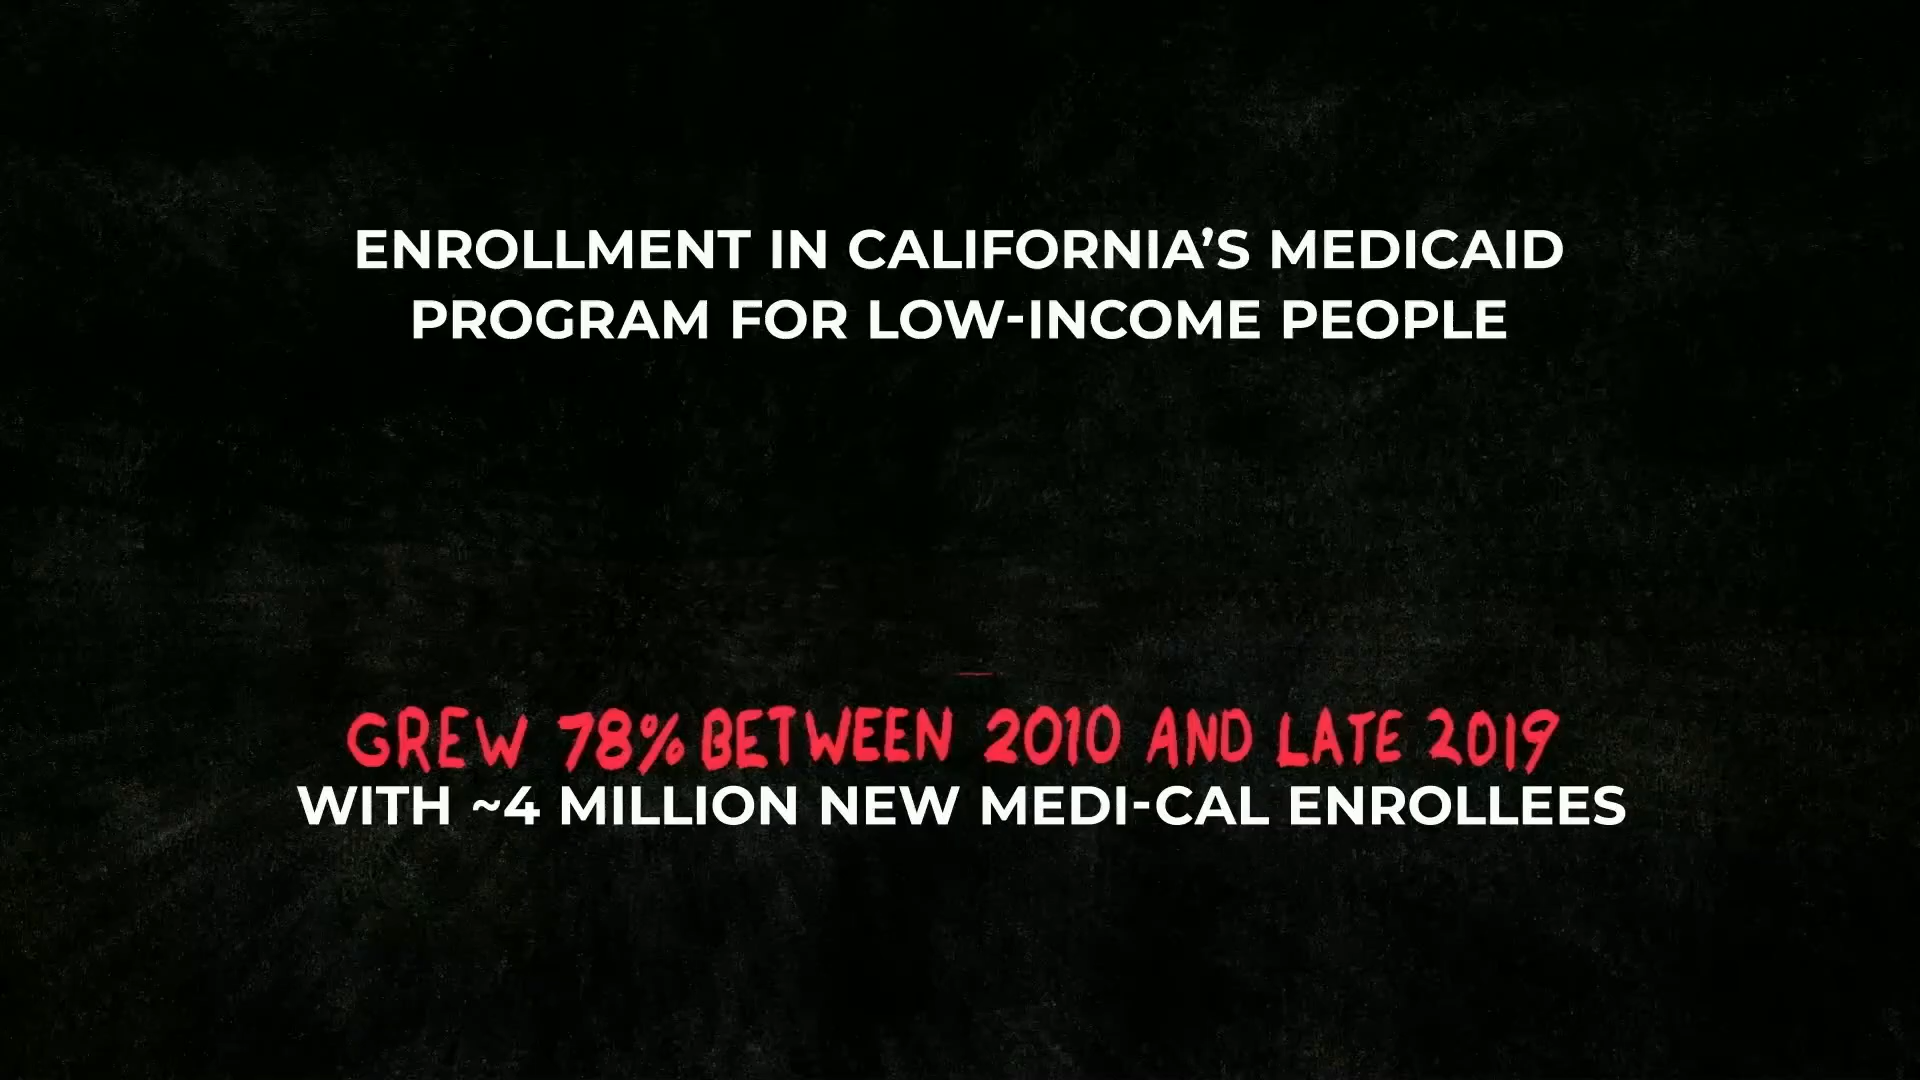 ENROLLMENT IN CALIFORNIA’S MEDICAID
PROGRAM FOR LOW-INCOME PEOPLE
GREW 78% BETWEEN 2010 AND LATE 2019
WITH ~4 MILLION NEW MEDI-CAL ENROLLEES